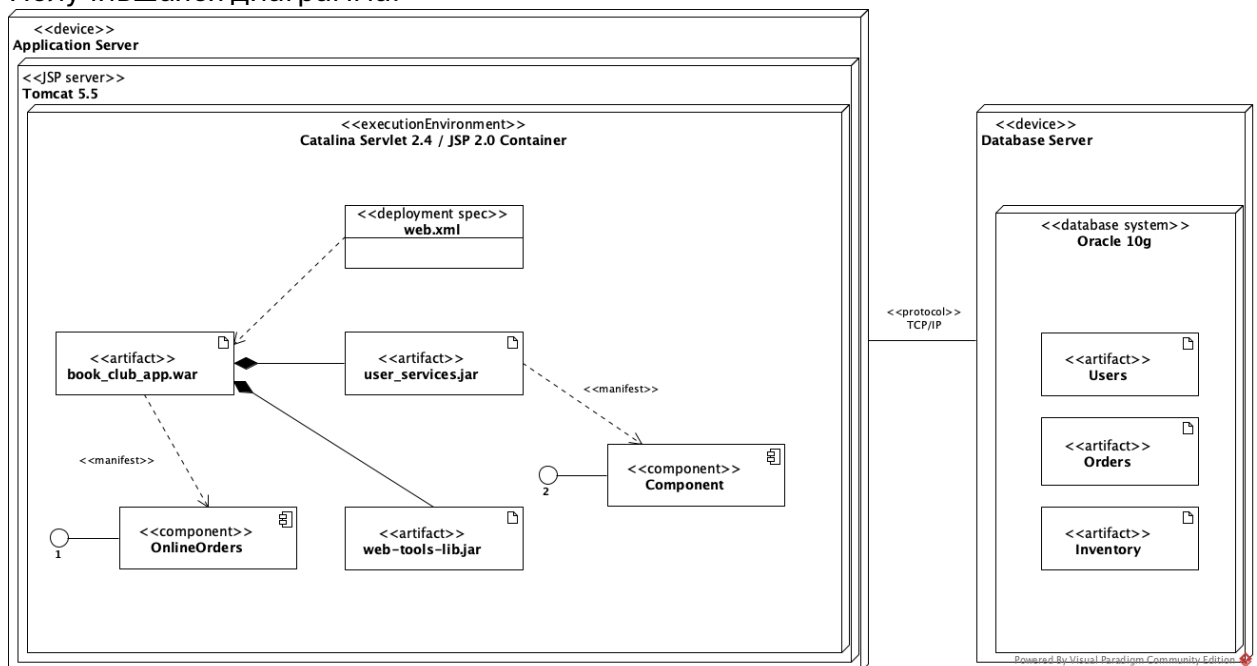 Получившаяся диаграмма:
<<device>>
Application Server
<<JSP server>>
Tomcat 5.5
<<executionEnvironment>>
Catalina Servlet 2.4 / JSP 2.0 Container
<<deployment spec>>
web.xml
<<artifact>>
book_club_app.war
<<artifact>>
user_services.jar
<<manifest>>
<<manifest>>
<<component>>
Component
2
<<component>>
OnlineOrders
1
<<artifact>>
web-tools-lib.jar
<<protocol>>
TCP/IP
<<device>>
Database Server
<<database system>>
Oracle 10g
<<artifact>>
Users
<<artifact>>
Orders
<<artifact>>
Inventory
Powered By Visual Paradigm Community Edition